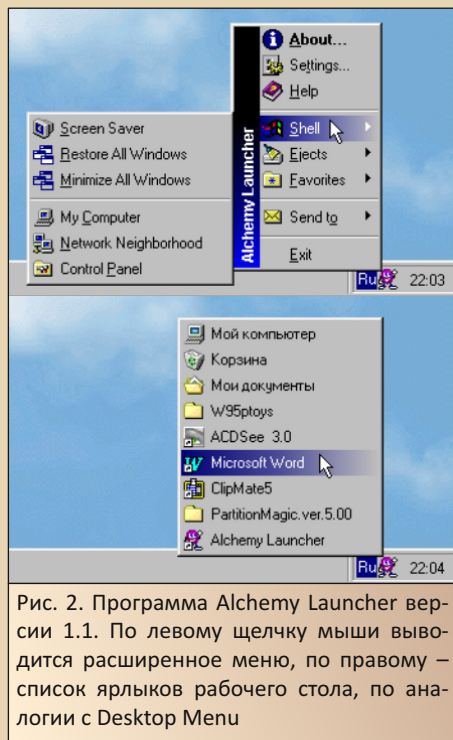 About...
Settings...
Help
Shell
Ejects
Favorites
Send to
Exit
Alchemy Launcher
Screen Saver
Restore All Windows
Minimize All Windows
My Computer
Network Neighborhood
Control Panel
Ru 22:03
Мой компьютер
Корзина
Мои документы
W95ptoys
ACDSee 3.0
Microsoft Word
ClipMate5
PartitionMagic.ver.5.00
Alchemy Launcher
Ru 22:04
Рис. 2. Программа Alchemy Launcher вер-
сии 1.1. По левому щелчку мыши выво-
дится расширенное меню, по правому –
список ярлыков рабочего стола, по ана-
логии с Desktop Menu